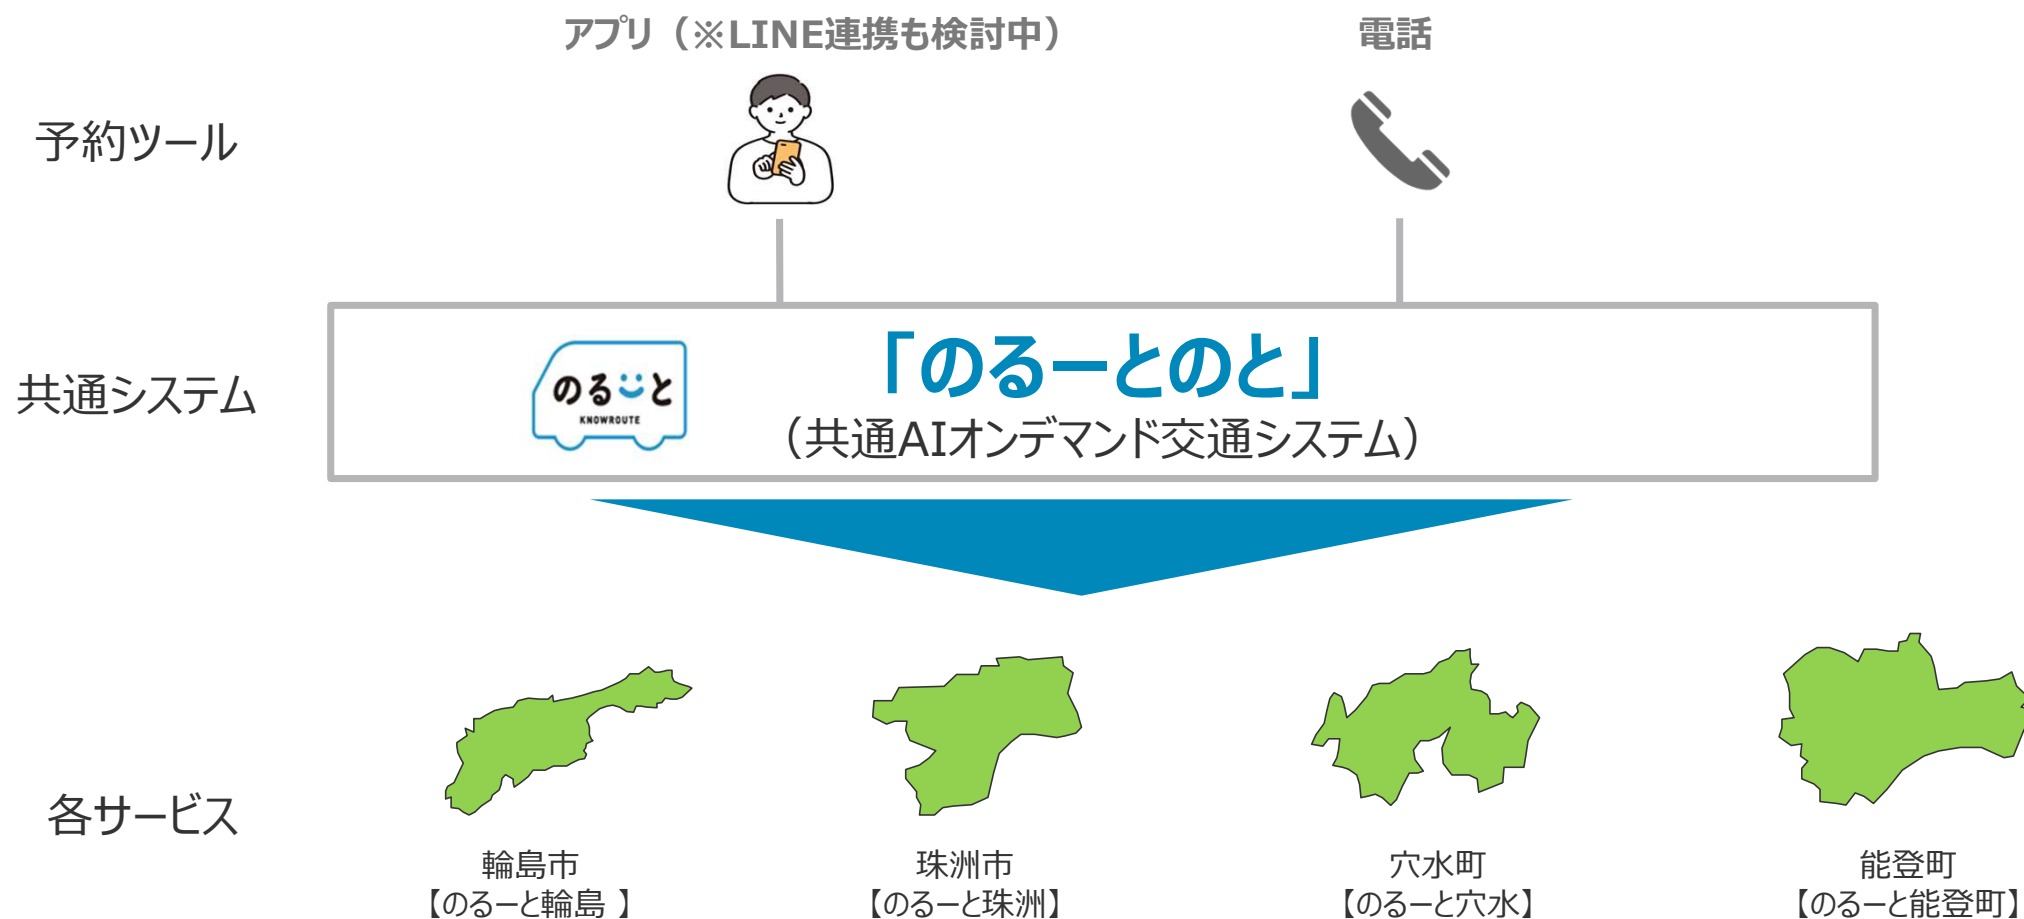 アプリ（※LINE連携も検討中）
電話
予約ツール
共通システム
のるーと
KNOWROUTE
「のるーとのと」
（共通AIオンデマンド交通システム）
各サービス
輪島市
【のるーと輪島 】
珠洲市
【のるーと珠洲】
穴水町
【のるーと穴水】
能登町
【のるーと能登町】